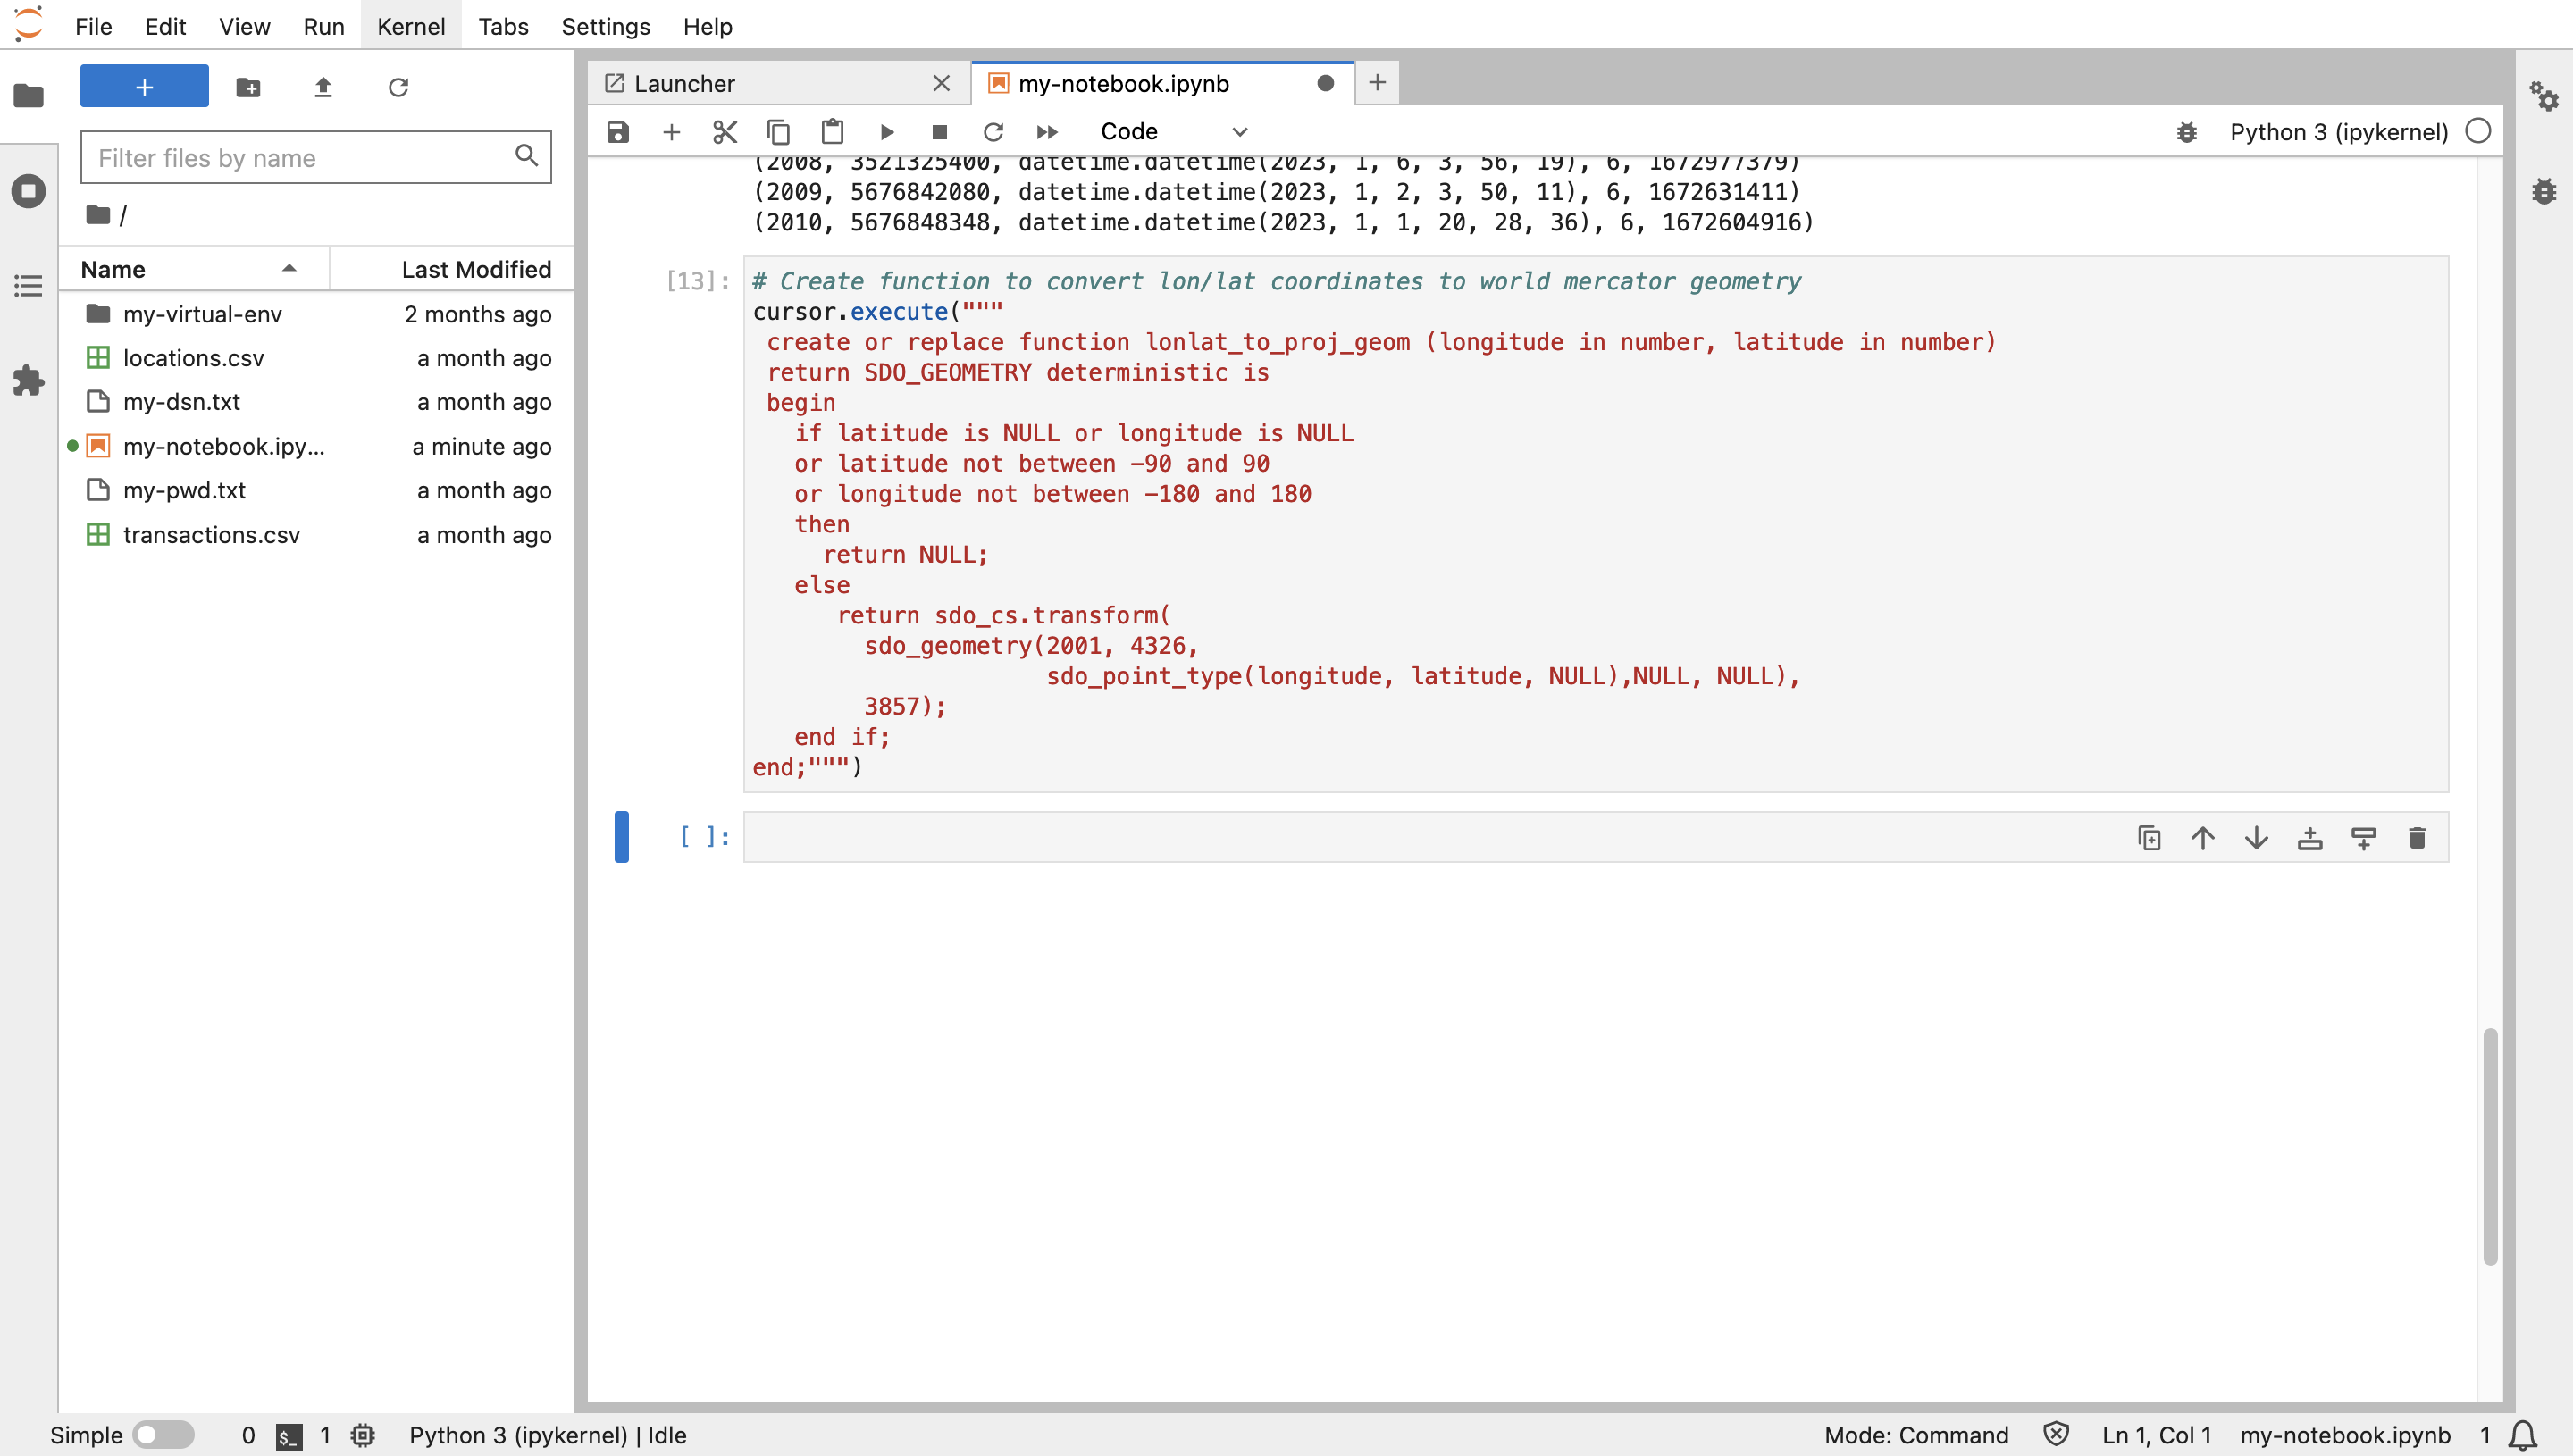 File Edit View Run Kernel Tabs Settings Help
+
Filter files by name
/
Name Last Modified
my-virtual-env 2 months ago
locations.csv a month ago
my-dsn.txt a month ago
my-notebook.ipy... a minute ago
my-pwd.txt a month ago
transactions.csv a month ago
Launcher my-notebook.ipynb
Code Python 3 (ipykernel)
(2008, 3521325400, datetime.datetime(2023, 1, 6, 3, 56, 19), 6, 1672977379)
(2009, 5676842080, datetime.datetime(2023, 1, 2, 3, 50, 11), 6, 1672631411)
(2010, 5676848348, datetime.datetime(2023, 1, 1, 20, 28, 36), 6, 1672604916)
[13]: # Create function to convert lon/lat coordinates to world mercator geometry
cursor.execute("""
create or replace function lonlat_to_proj_geom (longitude in number, latitude in number)
return SDO_GEOMETRY deterministic is
begin
if latitude is NULL or longitude is NULL
or latitude not between -90 and 90
or longitude not between -180 and 180
then
return NULL;
else
return sdo_cs.transform(
sdo_geometry(2001, 4326,
sdo_point_type(longitude, latitude, NULL),NULL, NULL),
3857);
end if;
end;""")
[ ]:
Simple 0 $_ 1 Python 3 (ipykernel) | Idle Mode: Command Ln 1, Col 1 my-notebook.ipynb 1